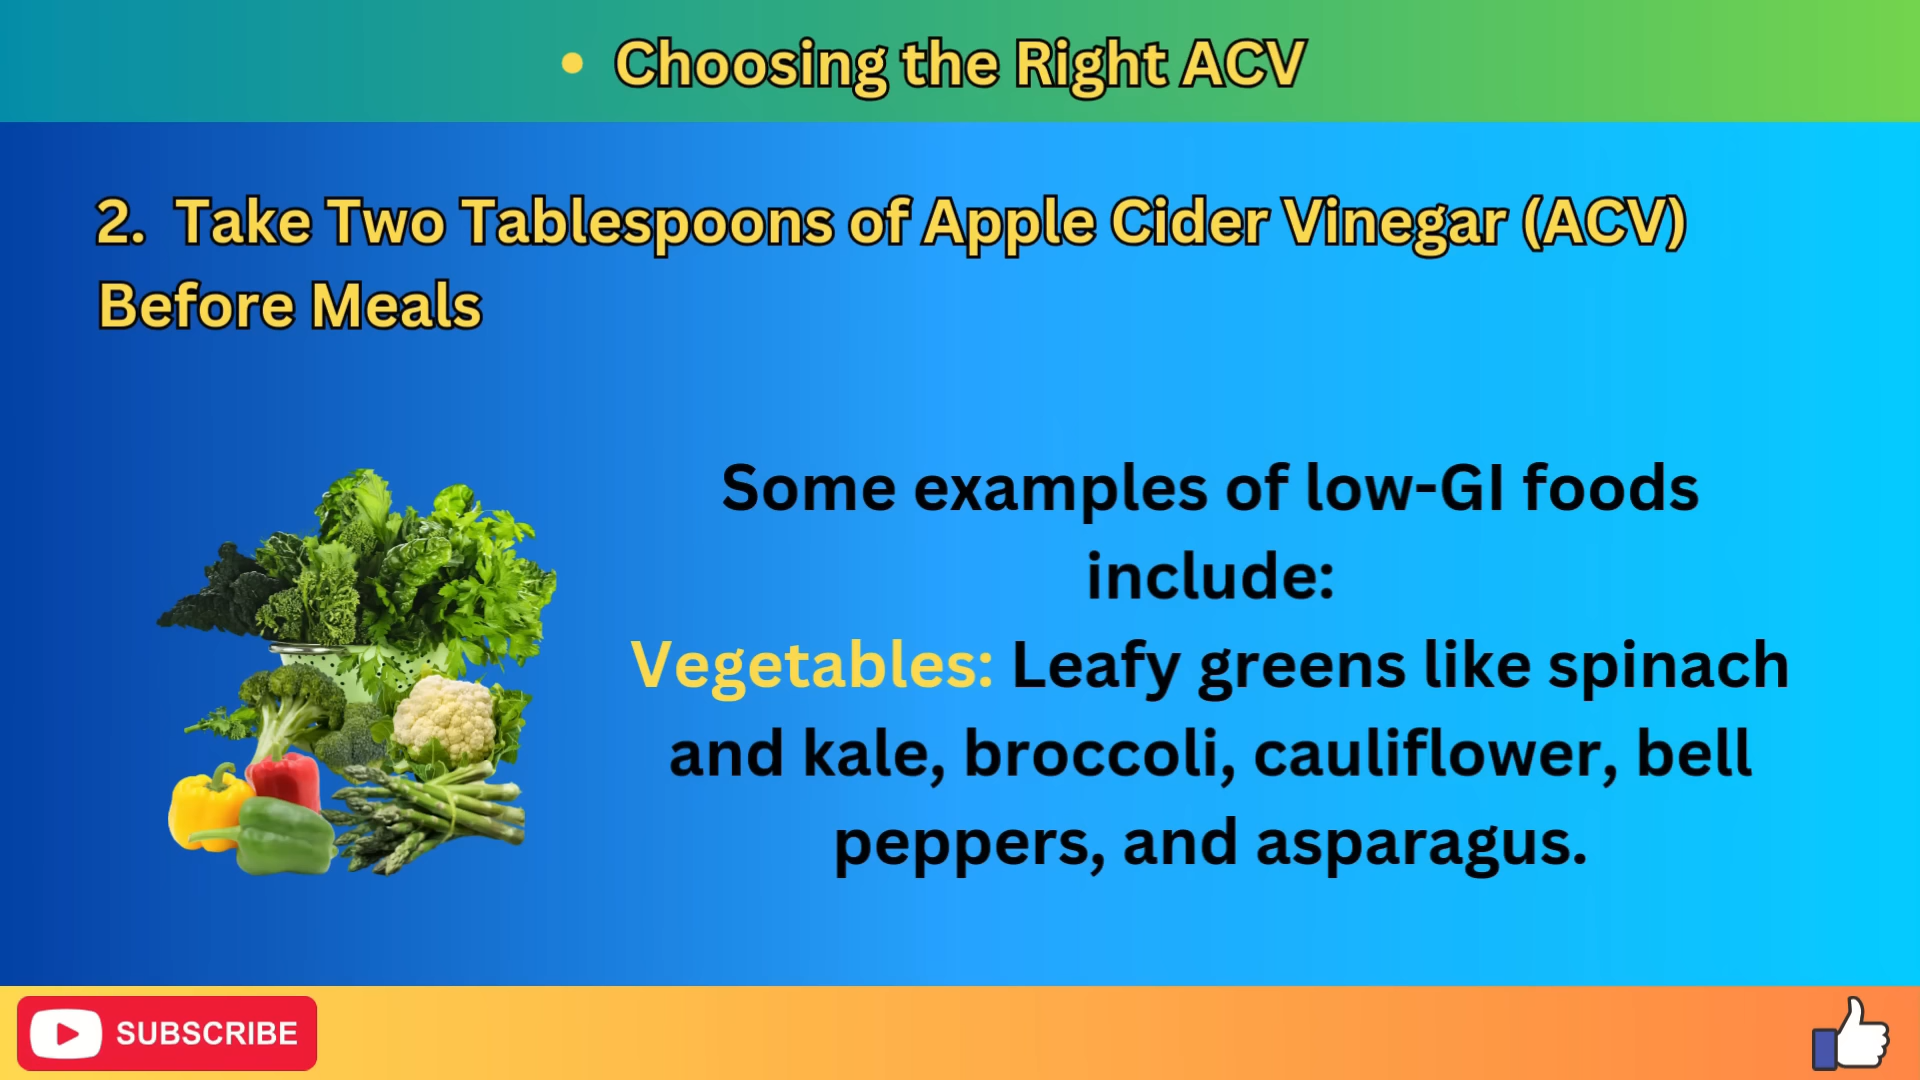 • Choosing the Right ACV
2. Take Two Tablespoons of Apple Cider Vinegar (ACV)
Before Meals
Some examples of low-GI foods
include:
Vegetables: Leafy greens like spinach
and kale, broccoli, cauliflower, bell
peppers, and asparagus.
SUBSCRIBE